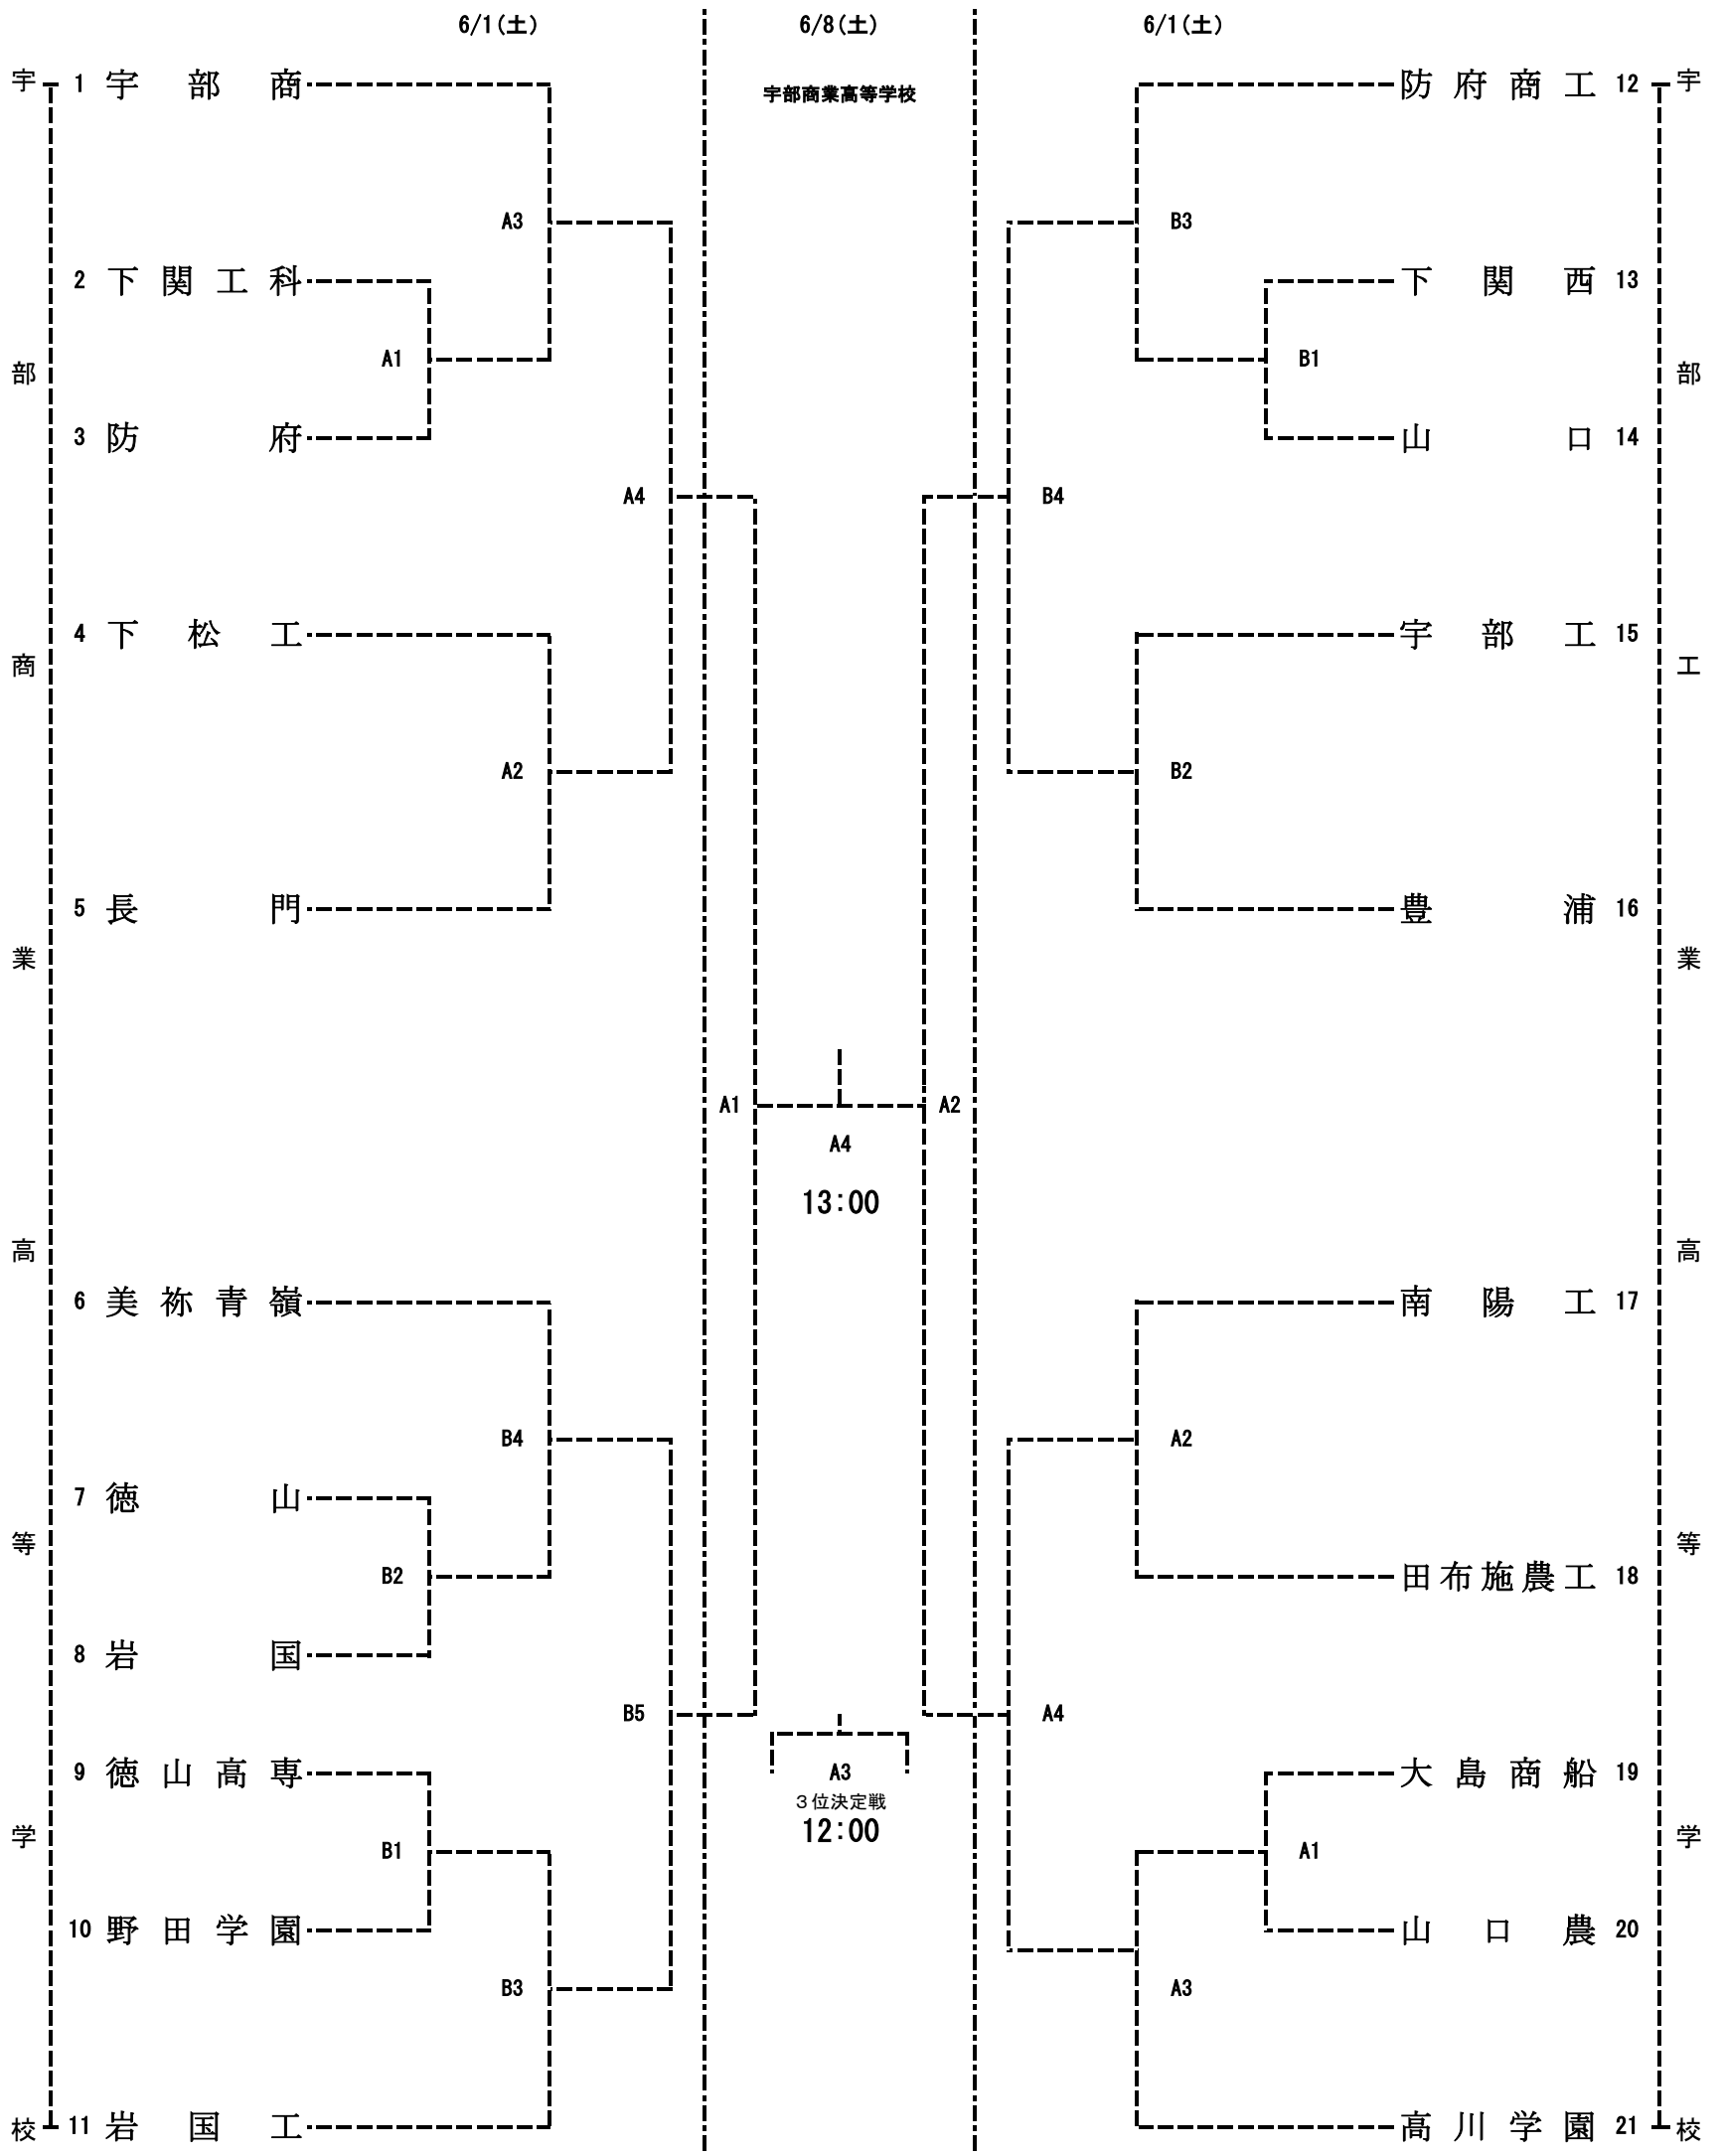 6/1(土) 6/8(土) 6/1(土)
宇部商業高等学校
宇部商業高等学校
1 宇部商
A3
2 下関工科
A1
3 防府
A4
4 下松工
A2
5 長門
A1
6 美祢青嶺
B4
7 徳山
B2
8 岩国
B5
9 徳山高専
B1
10 野田学園
B3
11 岩国工
A4
13:00
A3
3位決定戦
12:00
防府商工 12
B3
下関西 13
B1
山口 14
B4
宇部工 15
B2
豊浦 16
A2
南陽工 17
A2
田布施農工 18
A4
大島商船 19
A1
山口農 20
A3
高川学園 21
宇部工業高等学校